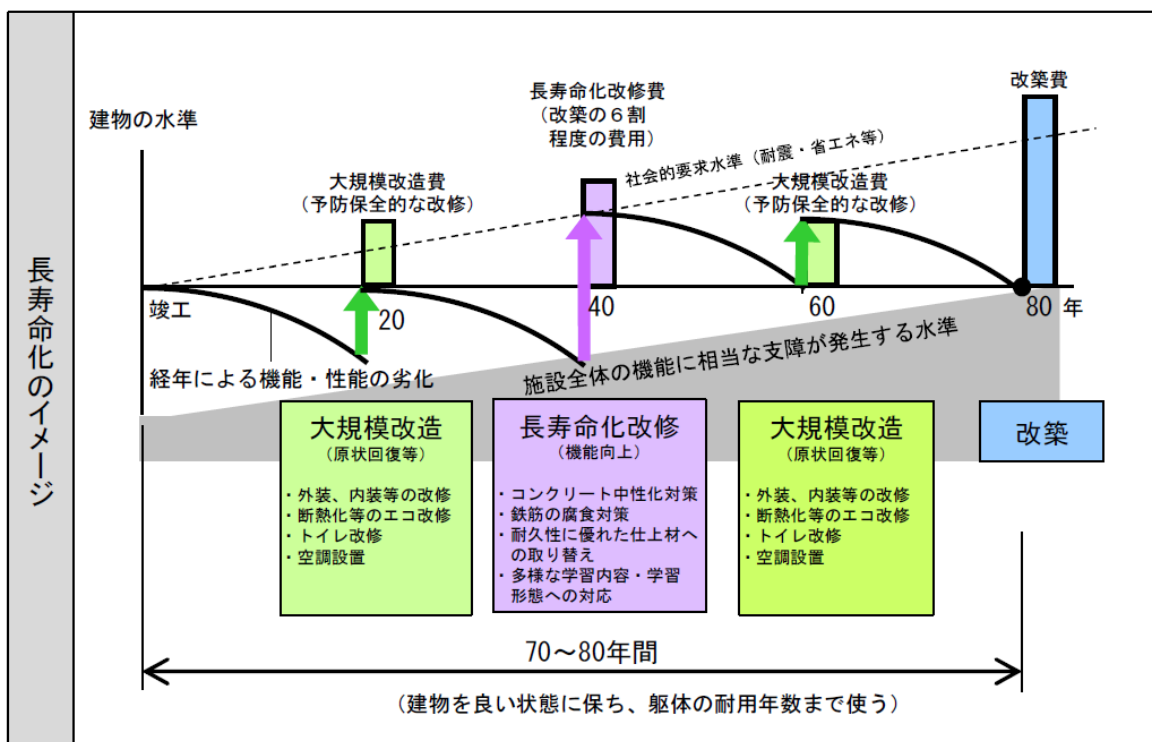 長寿命化のイメージ
建物の水準
長寿命化改修費
（改築の６割
程度の費用）
改築費
社会的要求水準（耐震・省エネ等）
大規模改造費
（予防保全的な改修）
大規模改造費
（予防保全的な改修）
竣工
20
40
60
80 年
経年による機能・性能の劣化
施設全体の機能に相当な支障が発生する水準
大規模改造
（原状回復等）
・外装、内装等の改修
・断熱化等のエコ改修
・トイレ改修
・空調設置
長寿命化改修
（機能向上）
・コンクリート中性化対策
・鉄筋の腐食対策
・耐久性に優れた仕上材へ
の取り替え
・多様な学習内容・学習
形態への対応
大規模改造
（原状回復等）
・外装、内装等の改修
・断熱化等のエコ改修
・トイレ改修
・空調設置
改築
70～80年間
（建物を良い状態に保ち、躯体の耐用年数まで使う）